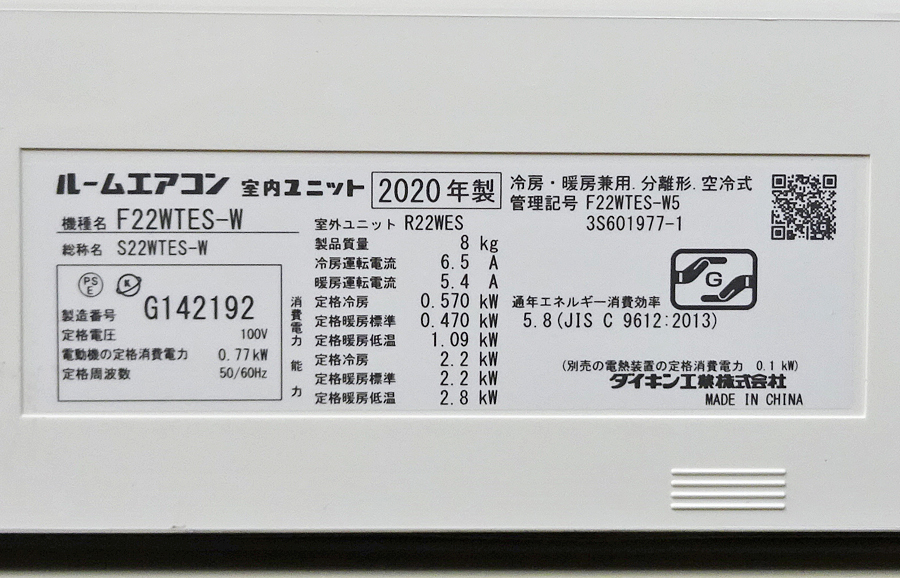 ルームエアコン 室内ユニット 2020年製
機種名 F22WTES-W
総称名 S22WTES-W
PS
E
K
製造番号 G142192
定格電圧 100V
電動機の定格消費電力 0.77kW
定格周波数 50/60Hz
室外ユニット R22WES
製品質量 8 kg
冷房運転電流 6.5 A
暖房運転電流 5.4 A
消費電力
定格冷房 0.570 kW
定格暖房標準 0.470 kW
定格暖房低温 1.09 kW
能力
定格冷房 2.2 kW
定格暖房標準 2.2 kW
定格暖房低温 2.8 kW
冷房・暖房兼用.分離形.空冷式
管理記号 F22WTES-W5
3S601977-1
G
通年エネルギー消費効率
5.8(JIS C 9612:2013)
(別売の電熱装置の定格消費電力 0.1 kW)
ダイキン工業株式会社
MADE IN CHINA